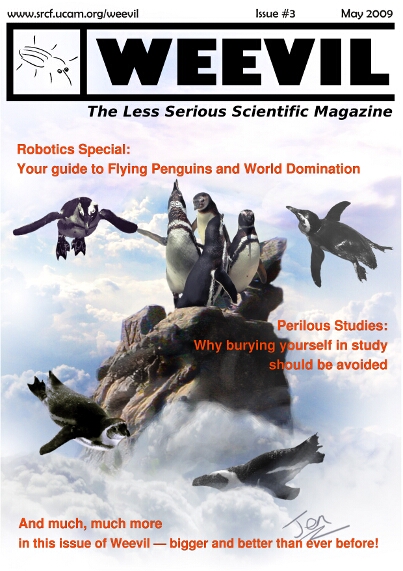 www.srcf.ucam.org/weevil Issue #3 May 2009
WEEVIL
The Less Serious Scientific Magazine
Robotics Special:
Your guide to Flying Penguins and World Domination
Perilous Studies:
Why burying yourself in study
should be avoided
And much, much more
in this issue of Weevil — bigger and better than ever before!